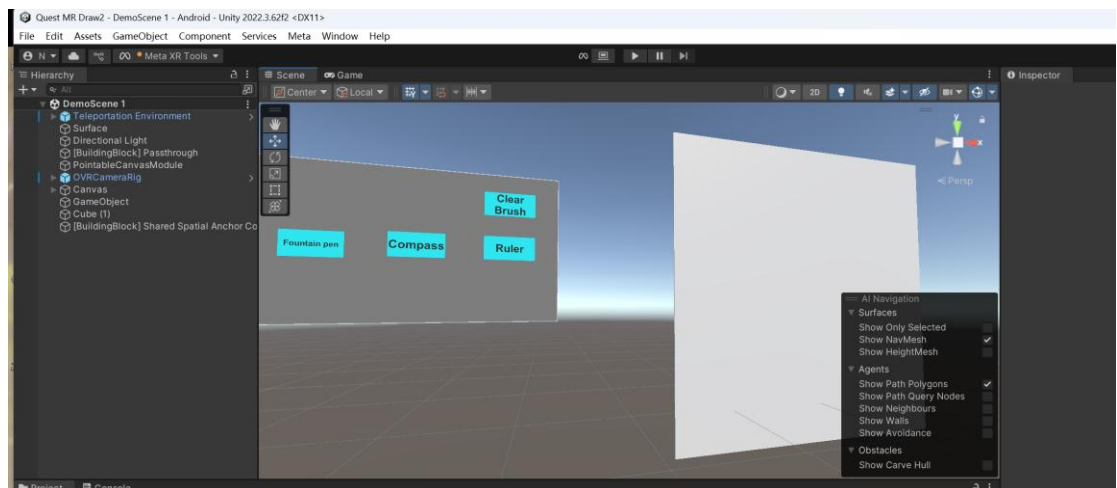 Quest MR Draw2 - DemoScene 1 - Android - Unity 2022.3.62f2 <DX11>
File Edit Assets GameObject Component Services Meta Window Help
N Meta XR Tools
Hierarchy
Scene Game
Inspector
All
Center Local 2D
DemoScene 1
Teleportation Environment
Surface
Directional Light
[BuildingBlock] Passthrough
PointableCanvasModule
OVRCameraRig
Canvas
GameObject
Cube (1)
[BuildingBlock] Shared Spatial Anchor Co
y
x
Persp
Clear
Brush
Fountain pen Compass Ruler
AI Navigation
Surfaces
Show Only Selected
Show NavMesh
Show HeightMesh
Agents
Show Path Polygons
Show Path Query Nodes
Show Neighbours
Show Walls
Show Avoidance
Obstacles
Show Carve Hull
Project Console